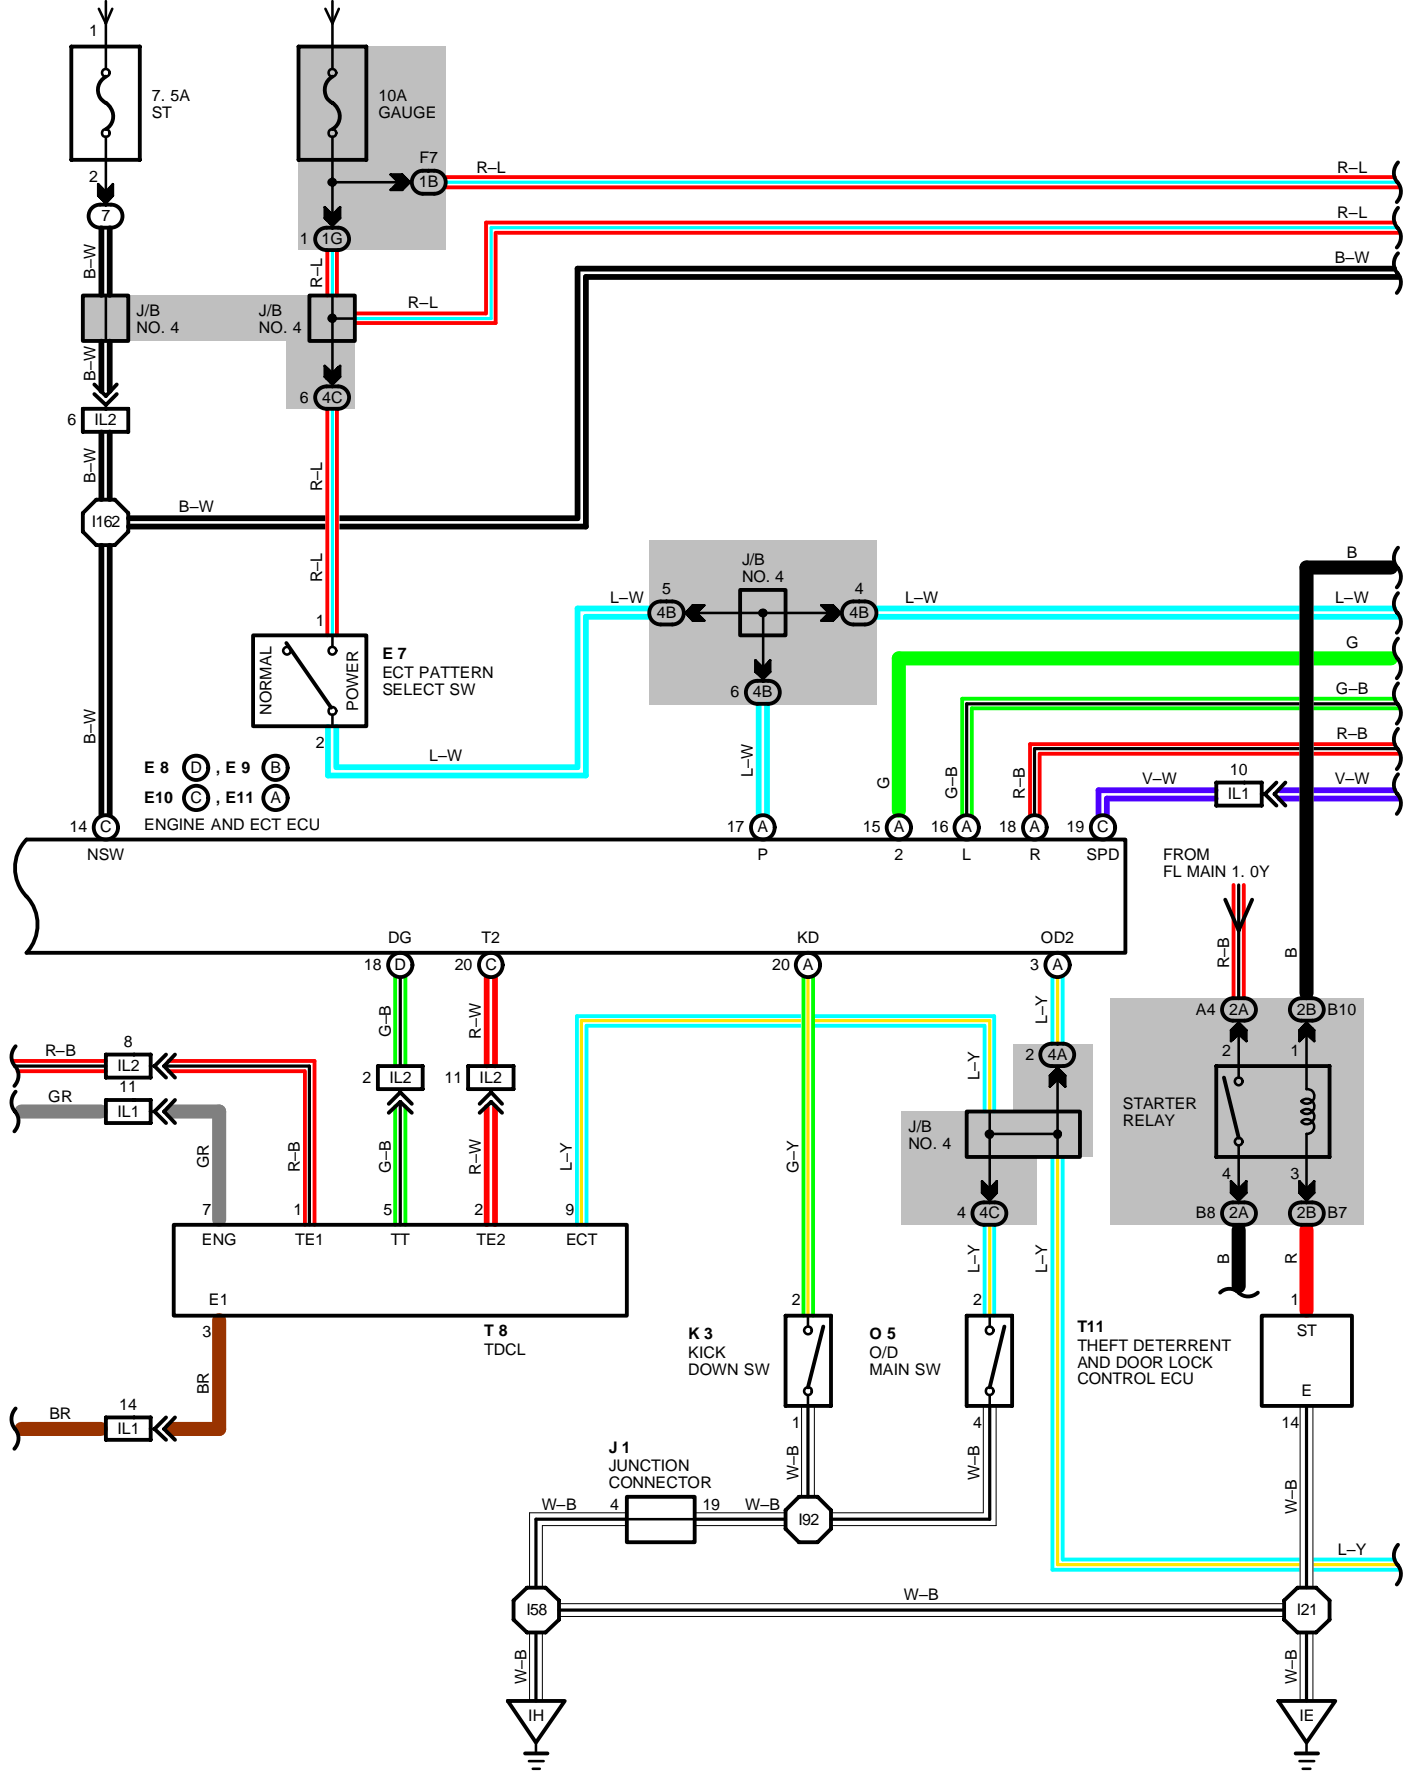 1
7. 5A
ST
2
7
B–W
J/B
NO. 4
B–W
6 IL2
B–W
I162
B–W
B–W
10A
GAUGE
F7
1B
R–L
R–L
1 1G
R–L
J/B
NO. 4
R–L
R–L
B–W
6 4C
R–L
R–L
1
NORMAL
POWER
2
E 7
ECT PATTERN
SELECT SW
L–W
L–W
5
4B
J/B
NO. 4
4
4B
6 4B
L–W
L–W
L–W
B
G
G–B
R–B
V–W
10
IL1
V–W
G
G–B
R–B
E 8 D , E 9 B
E10 C , E11 A
ENGINE AND ECT ECU
14 C
17 A
15 A
16 A
18 A
19 C
NSW
P
2
L
R
SPD
FROM
FL MAIN 1. 0Y
R–B
B
DG
T2
KD
OD2
18 D
20 C
20 A
3 A
G–B
R–W
L–Y
A4 2A
2B B10
2
1
STARTER
RELAY
4
3
B8 2A
2B B7
B
R
R–B
8
IL2
GR
11
IL1
2 IL2
11 IL2
L–Y
2 4A
J/B
NO. 4
4 4C
GR
R–B
G–B
R–W
L–Y
G–Y
L–Y
L–Y
7
1
5
2
9
ENG
TE1
TT
TE2
ECT
E1
3
T 8
TDCL
BR
BR
14
IL1
2
K 3
KICK
DOWN SW
1
2
O 5
O/D
MAIN SW
4
T11
THEFT DETERRENT
AND DOOR LOCK
CONTROL ECU
1
ST
E
14
W–B
W–B
W–B
J 1
JUNCTION
CONNECTOR
W–B
4
19
W–B
I92
L–Y
I58
W–B
I21
W–B
W–B
IH
IE